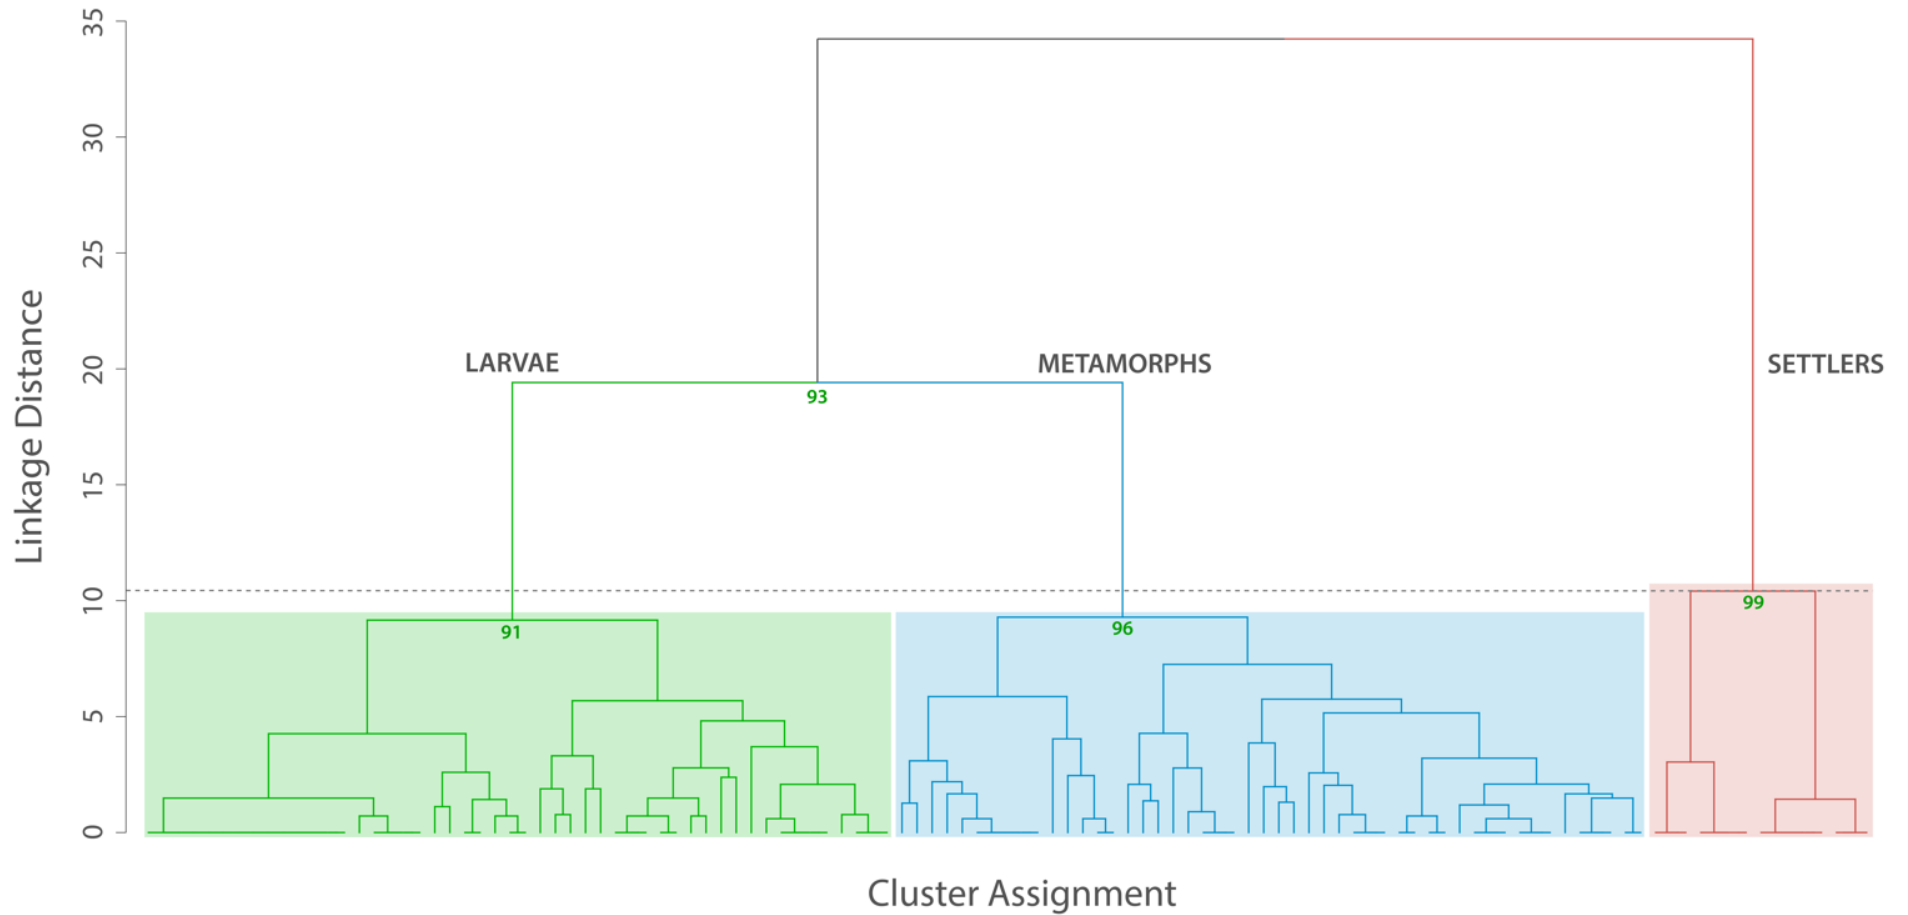 35
30
25
20
15
10
5
0
Linkage Distance
LARVAE
METAMORPHS
SETTLERS
93
91
96
99
Cluster Assignment